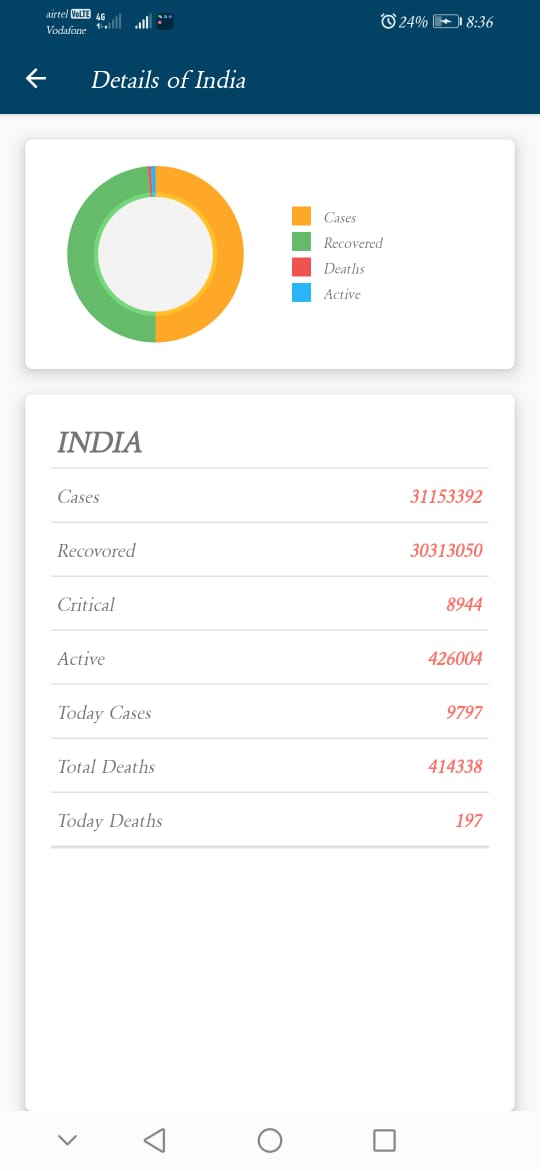 airtel VoLTE 4G 24% 8:36
Vodafone
Details of India
Cases
Recovered
Deaths
Active
INDIA
Cases 31153392
Recovored 30313050
Critical 8944
Active 426004
Today Cases 9797
Total Deaths 414338
Today Deaths 197